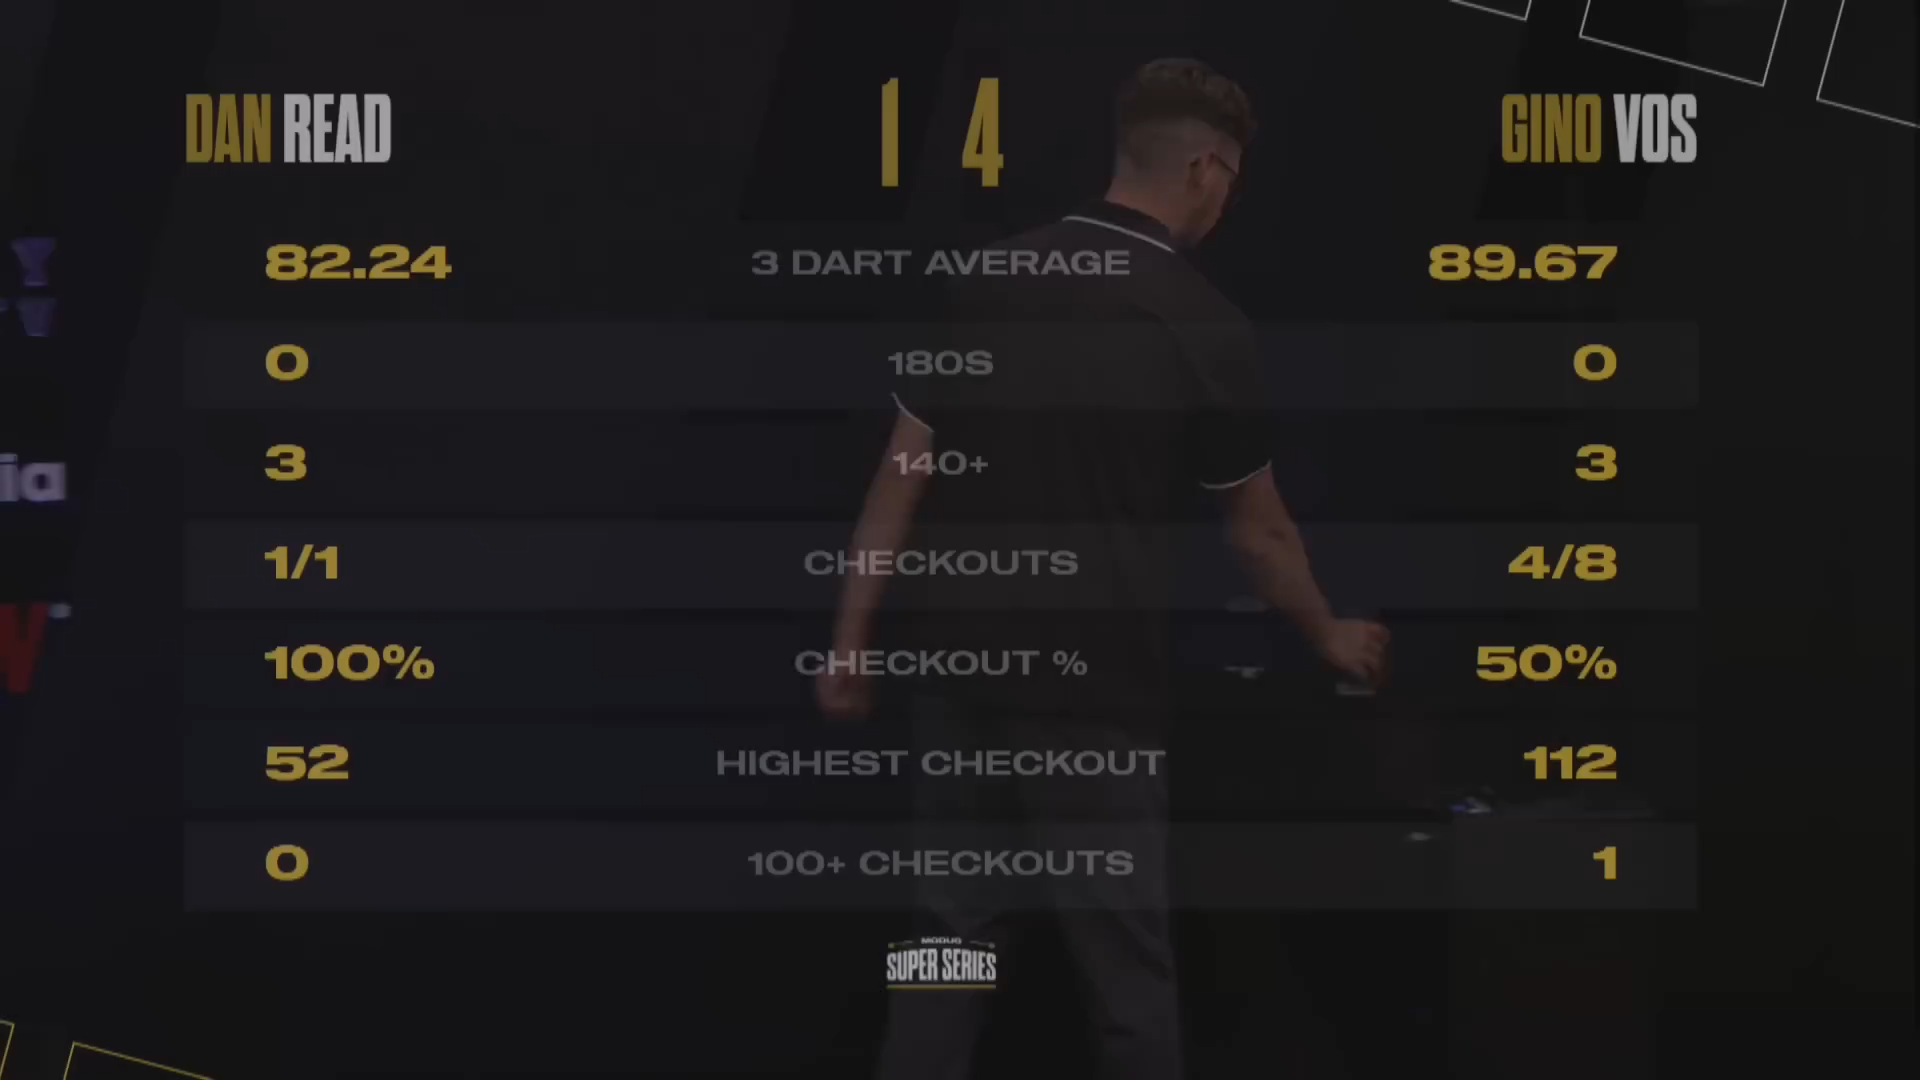 DAN READ 1 4 GINO VOS
82.24 3 DART AVERAGE 89.67
0 180S 0
3 140+ 3
1/1 CHECKOUTS 4/8
100% CHECKOUT % 50%
52 HIGHEST CHECKOUT 112
0 100+ CHECKOUTS 1
MODUS
SUPER SERIES
ia